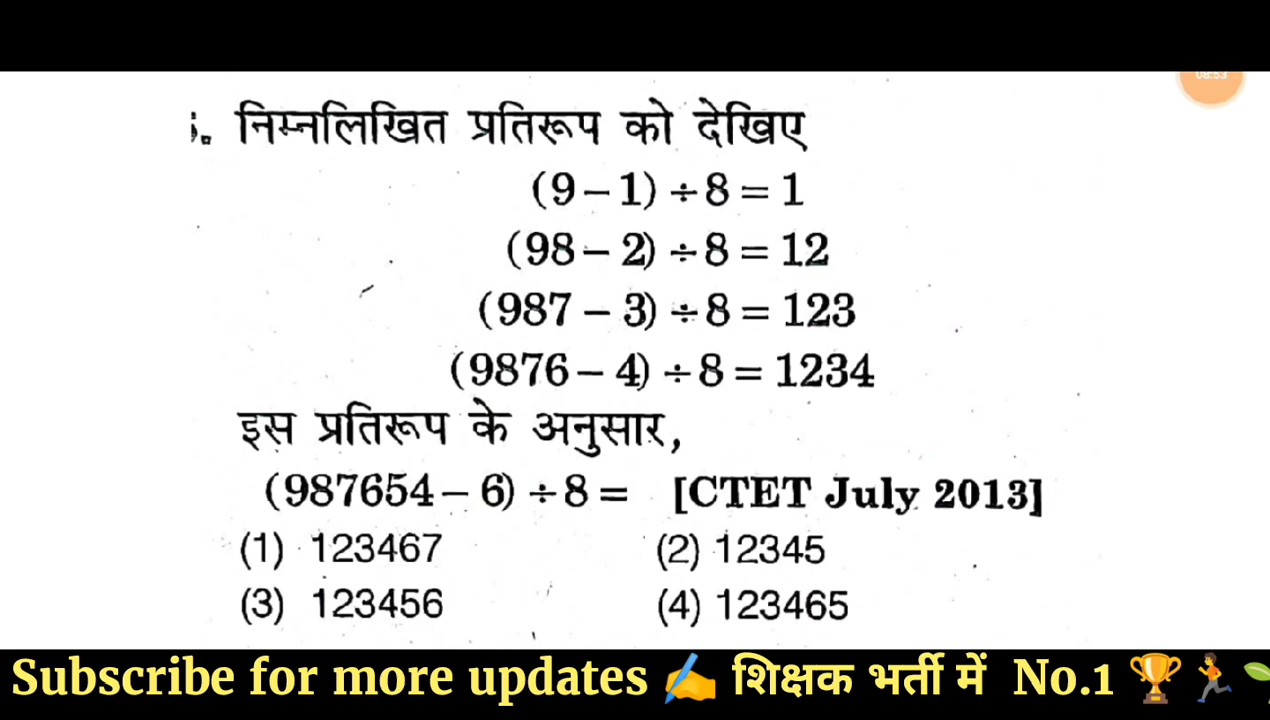 08:53
निम्नलिखित प्रतिरूप को देखिए
(9 – 1) ÷ 8 = 1
(98 – 2) ÷ 8 = 12
(987 – 3) ÷ 8 = 123
(9876 – 4) ÷ 8 = 1234
इस प्रतिरूप के अनुसार,
(987654 – 6) ÷ 8 = [CTET July 2013]
(1) 123467 (2) 12345
(3) 123456 (4) 123465
Subscribe for more updates ✍️ शिक्षक भर्ती में No.1 🏆🏃